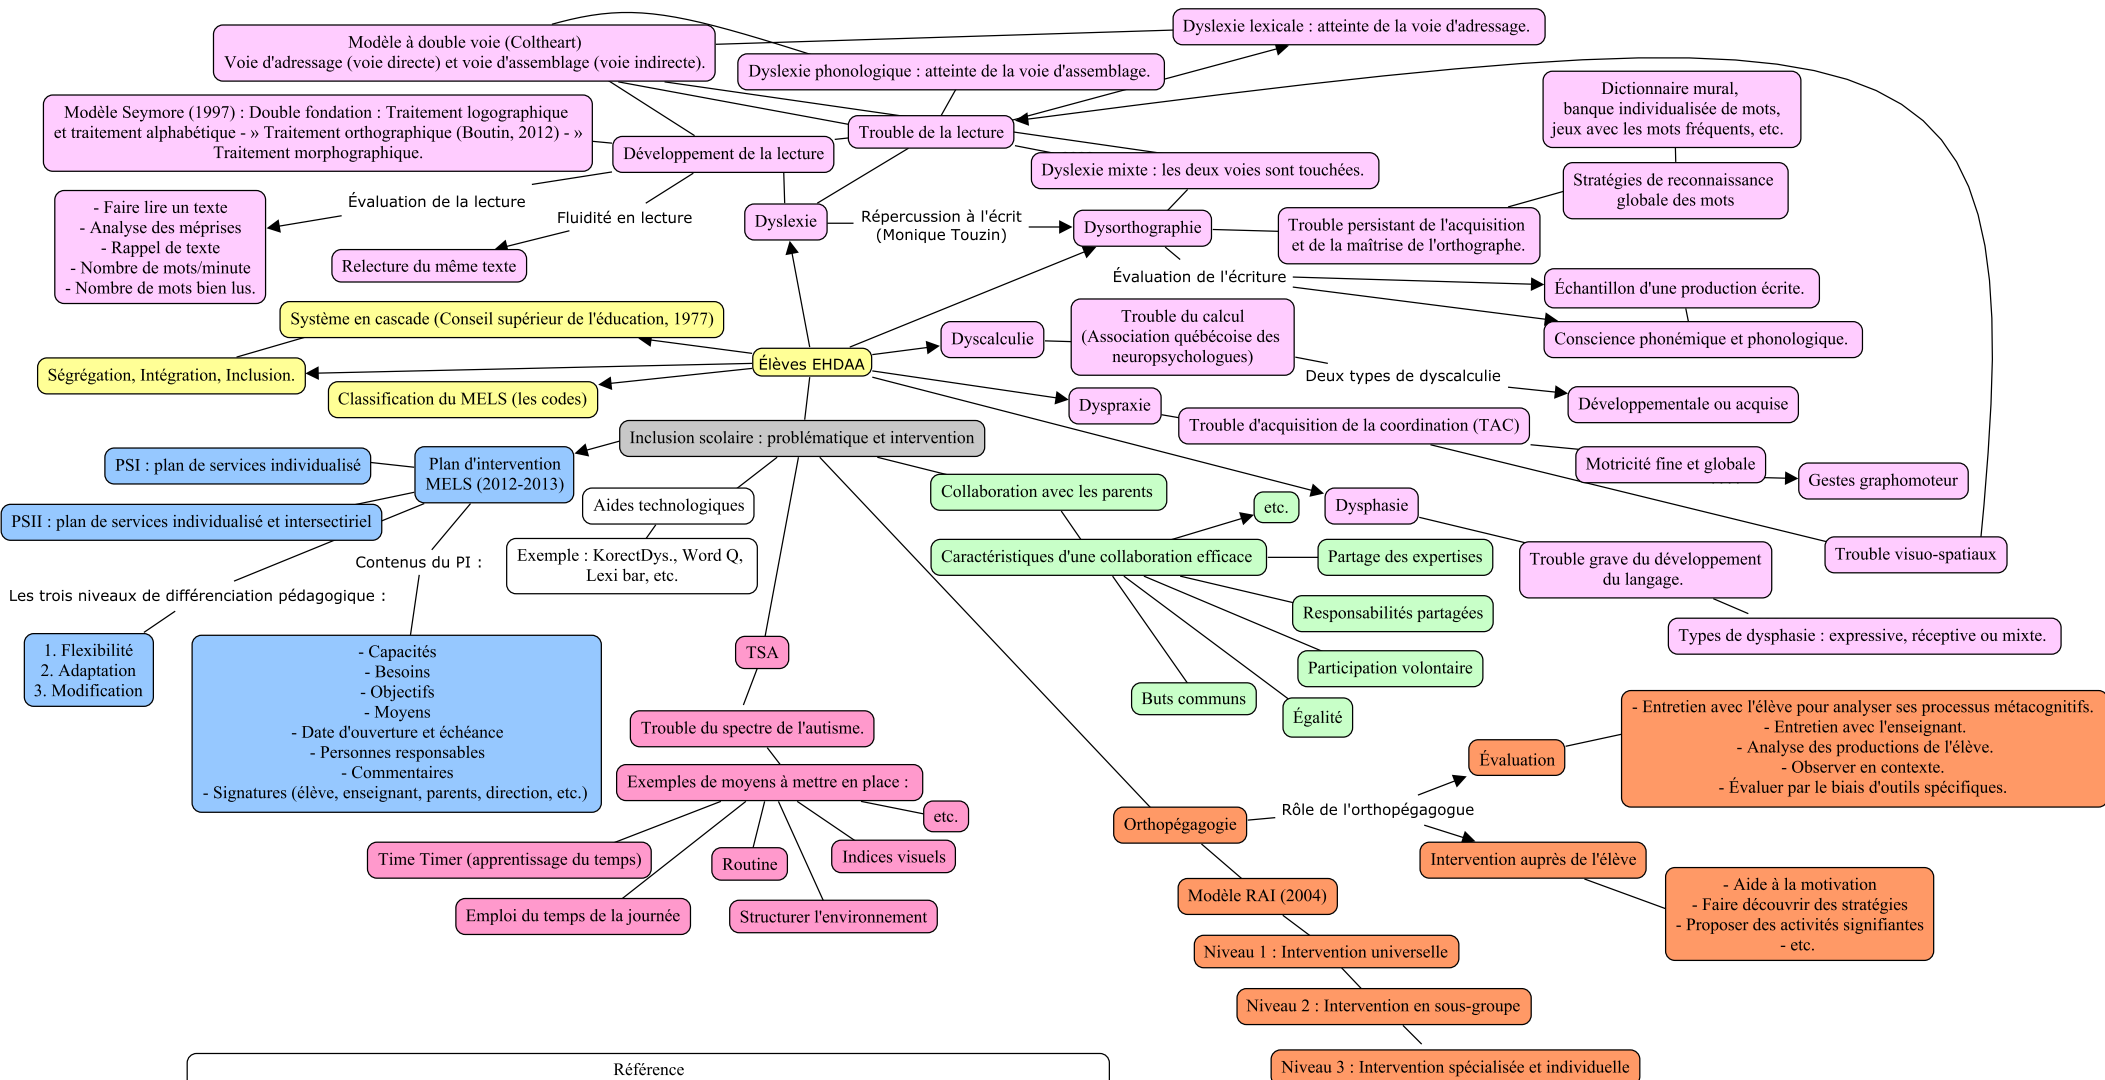 Dyslexie lexicale : atteinte de la voie d'adressage.
Modèle à double voie (Coltheart)
Voie d'adressage (voie directe) et voie d'assemblage (voie indirecte).
Dyslexie phonologique : atteinte de la voie d'assemblage.
Dictionnaire mural,
banque individualisée de mots,
jeux avec les mots fréquents, etc.
Modèle Seymore (1997) : Double fondation : Traitement logographique
et traitement alphabétique - » Traitement orthographique (Boutin, 2012) - »
Traitement morphographique.
Trouble de la lecture
Développement de la lecture
Dyslexie mixte : les deux voies sont touchées.
Stratégies de reconnaissance
globale des mots
- Faire lire un texte
- Analyse des méprises
- Rappel de texte
- Nombre de mots/minute
- Nombre de mots bien lus.
Évaluation de la lecture
Fluidité en lecture
Relecture du même texte
Dyslexie
Répercussion à l'écrit
(Monique Touzin)
Dysorthographie
Trouble persistant de l'acquisition
et de la maîtrise de l'orthographe.
Évaluation de l'écriture
Échantillon d'une production écrite.
Conscience phonémique et phonologique.
Système en cascade (Conseil supérieur de l'éducation, 1977)
Ségrégation, Intégration, Inclusion.
Classification du MELS (les codes)
Élèves EHDAA
Dyscalculie
Trouble du calcul
(Association québécoise des
neuropsychologues)
Deux types de dyscalculie
Développementale ou acquise
Dyspraxie
Trouble d'acquisition de la coordination (TAC)
Motricité fine et globale
Gestes graphomoteur
Inclusion scolaire : problématique et intervention
PSI : plan de services individualisé
Plan d'intervention
MELS (2012-2013)
PSII : plan de services individualisé et intersectiriel
Aides technologiques
Exemple : KorectDys., Word Q,
Lexi bar, etc.
Collaboration avec les parents
etc.
Dysphasie
Caractéristiques d'une collaboration efficace
Partage des expertises
Trouble grave du développement
du langage.
Trouble visuo-spatiaux
Contenus du PI :
Les trois niveaux de différenciation pédagogique :
Responsabilités partagées
Types de dysphasie : expressive, réceptive ou mixte.
1. Flexibilité
2. Adaptation
3. Modification
- Capacités
- Besoins
- Objectifs
- Moyens
- Date d'ouverture et échéance
- Personnes responsables
- Commentaires
- Signatures (élève, enseignant, parents, direction, etc.)
TSA
Participation volontaire
Buts communs
Égalité
Trouble du spectre de l'autisme.
Exemples de moyens à mettre en place :
etc.
Time Timer (apprentissage du temps)
Routine
Indices visuels
Emploi du temps de la journée
Structurer l'environnement
- Entretien avec l'élève pour analyser ses processus métacognitifs.
- Entretien avec l'enseignant.
- Analyse des productions de l'élève.
- Observer en contexte.
- Évaluer par le biais d'outils spécifiques.
Évaluation
Orthopégagogie
Rôle de l'orthopégagogue
Intervention auprès de l'élève
- Aide à la motivation
- Faire découvrir des stratégies
- Proposer des activités signifiantes
- etc.
Modèle RAI (2004)
Niveau 1 : Intervention universelle
Niveau 2 : Intervention en sous-groupe
Niveau 3 : Intervention spécialisée et individuelle
Référence